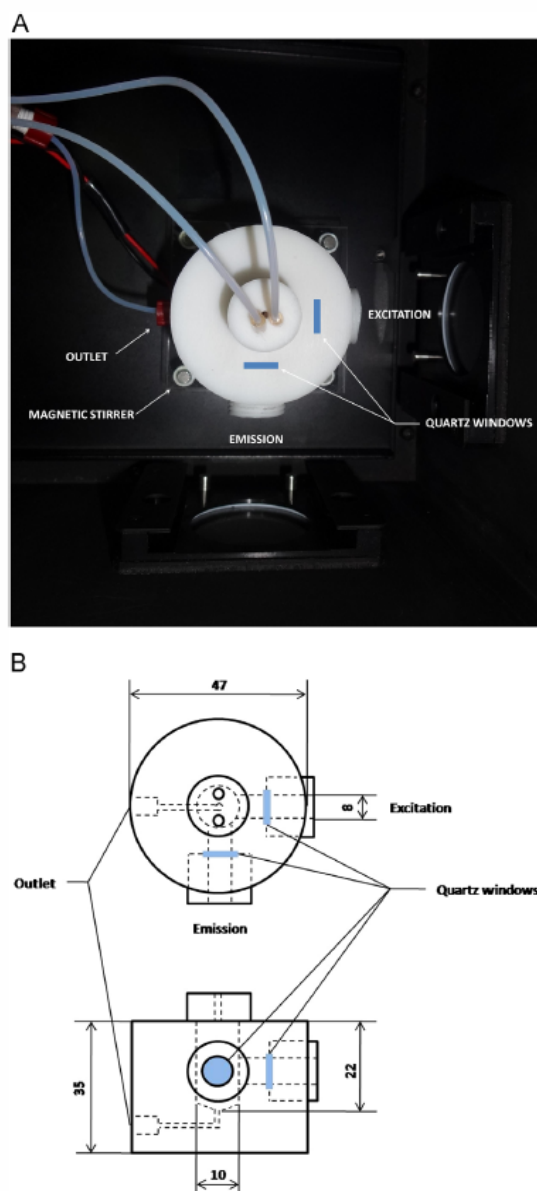 A
OUTLET
EXCITATION
MAGNETIC STIRRER
QUARTZ WINDOWS
EMISSION
B
47
8
Excitation
Outlet
Quartz windows
Emission
35
22
10